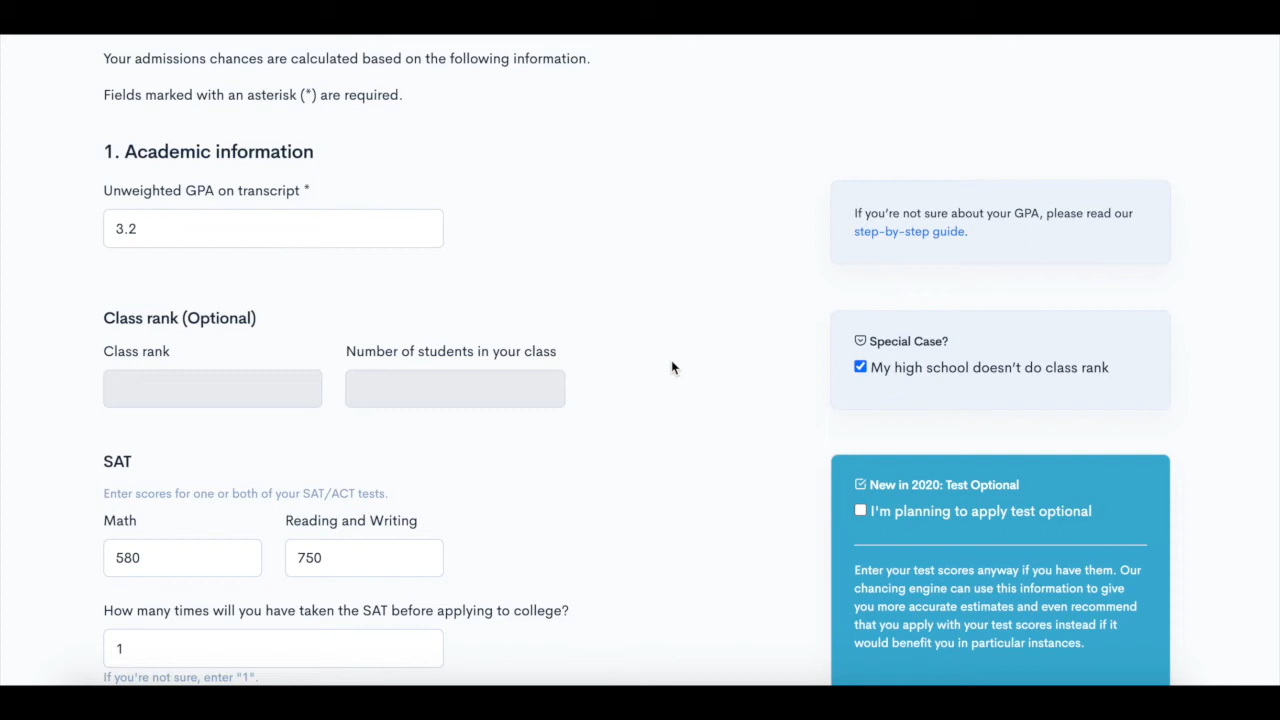 Your admissions chances are calculated based on the following information.
Fields marked with an asterisk (*) are required.
1. Academic information
Unweighted GPA on transcript *
3.2
If you’re not sure about your GPA, please read our
step-by-step guide.
Class rank (Optional)
Class rank
Number of students in your class
Special Case?
My high school doesn’t do class rank
SAT
Enter scores for one or both of your SAT/ACT tests.
Math
Reading and Writing
580
750
How many times will you have taken the SAT before applying to college?
1
If you're not sure, enter "1".
New in 2020: Test Optional
I'm planning to apply test optional
Enter your test scores anyway if you have them. Our
chancing engine can use this information to give
you more accurate estimates and even recommend
that you apply with your test scores instead if it
would benefit you in particular instances.